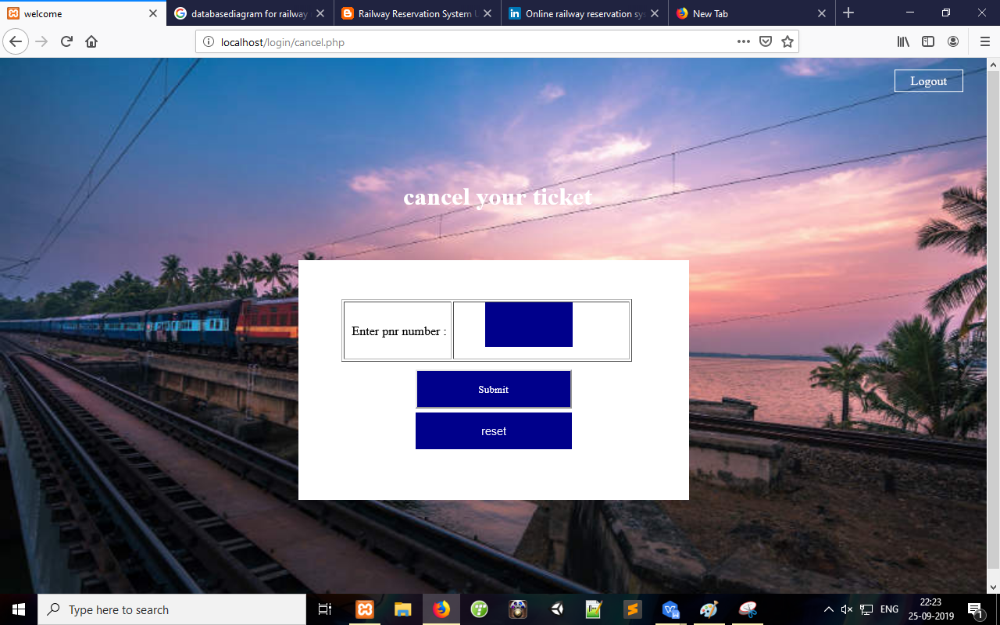 welcome
databasediagram for railway
Railway Reservation System U
Online railway reservation sys
New Tab
localhost/login/cancel.php
Logout
cancel your ticket
Enter pnr number :
Submit
reset
Type here to search
ENG
22:23
25-09-2019
1